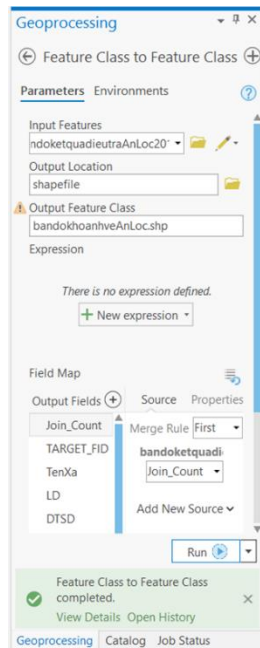 Geoprocessing
Feature Class to Feature Class
Parameters Environments
Input Features
ndoketquadieutraAnLoc20
Output Location
shapefile
Output Feature Class
bandokhoanhveAnLoc.shp
Expression
There is no expression defined.
New expression
Field Map
Output Fields Source Properties
Join_Count Merge Rule First
TARGET_FID bandoketquadi
TenXa Join_Count
LD
DTSD Add New Source
Run
Feature Class to Feature Class
completed.
View Details Open History
Geoprocessing Catalog Job Status